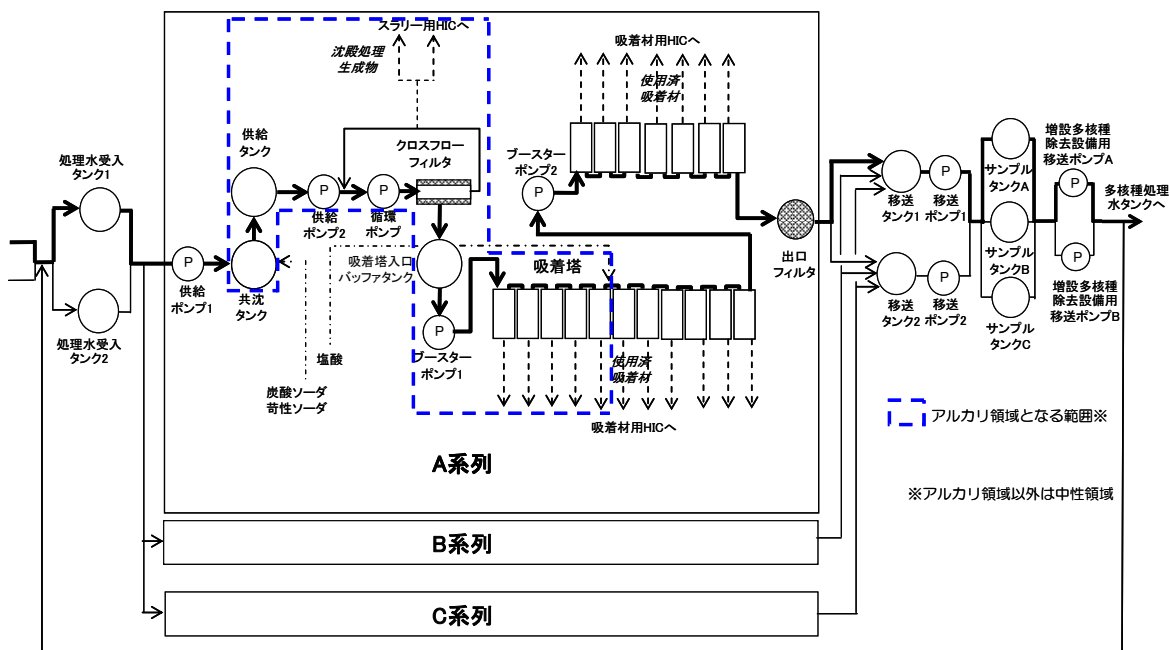 スラリー用HICへ
沈殿処理
生成物
吸着材用HICへ
使用済
吸着材
処理水受入
タンク1
供給
タンク
クロスフロー
フィルタ
ブースター
ポンプ2
P
P
P
供給
ポンプ2
循環
ポンプ
P
供給
ポンプ1
共沈
タンク
吸着塔入口
バッファタンク
吸着塔
P
ブースター
ポンプ1
塩酸
炭酸ソーダ
苛性ソーダ
使用済
吸着材
吸着材用HICへ
処理水受入
タンク2
出口
フィルタ
移送
タンク1
P
移送
ポンプ1
移送
タンク2
P
移送
ポンプ2
サンプル
タンクA
サンプル
タンクB
サンプル
タンクC
増設多核種
除去設備用
移送ポンプA
P
P
増設多核種
除去設備用
移送ポンプB
多核種処理
水タンクへ
アルカリ領域となる範囲※
※アルカリ領域以外は中性領域
A系列
B系列
C系列